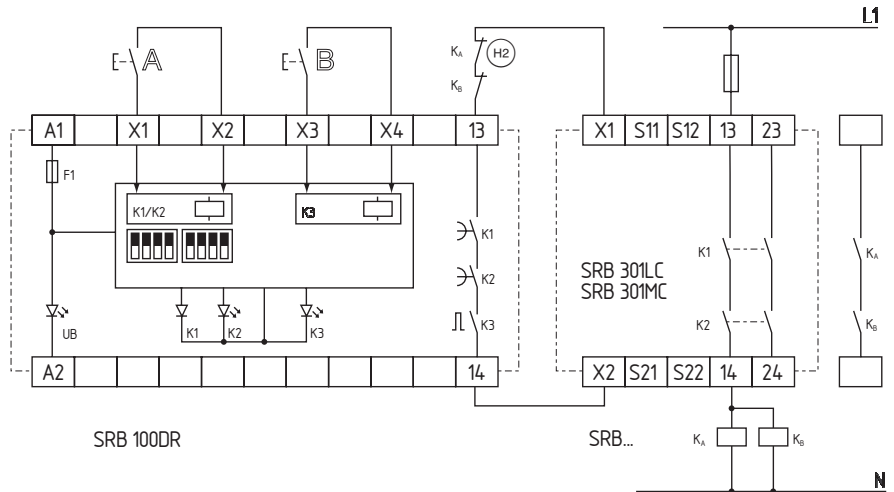 L1
A
B
KA
H2
KB
A1
X1
X2
X3
X4
13
X1
S11
S12
13
23
F1
K1/K2
K3
K1
K2
K3
SRB 301LC
SRB 301MC
K1
K2
KA
KB
UB
K1
K2
K3
A2
14
X2
S21
S22
14
24
SRB 100DR
SRB...
KA
KB
N